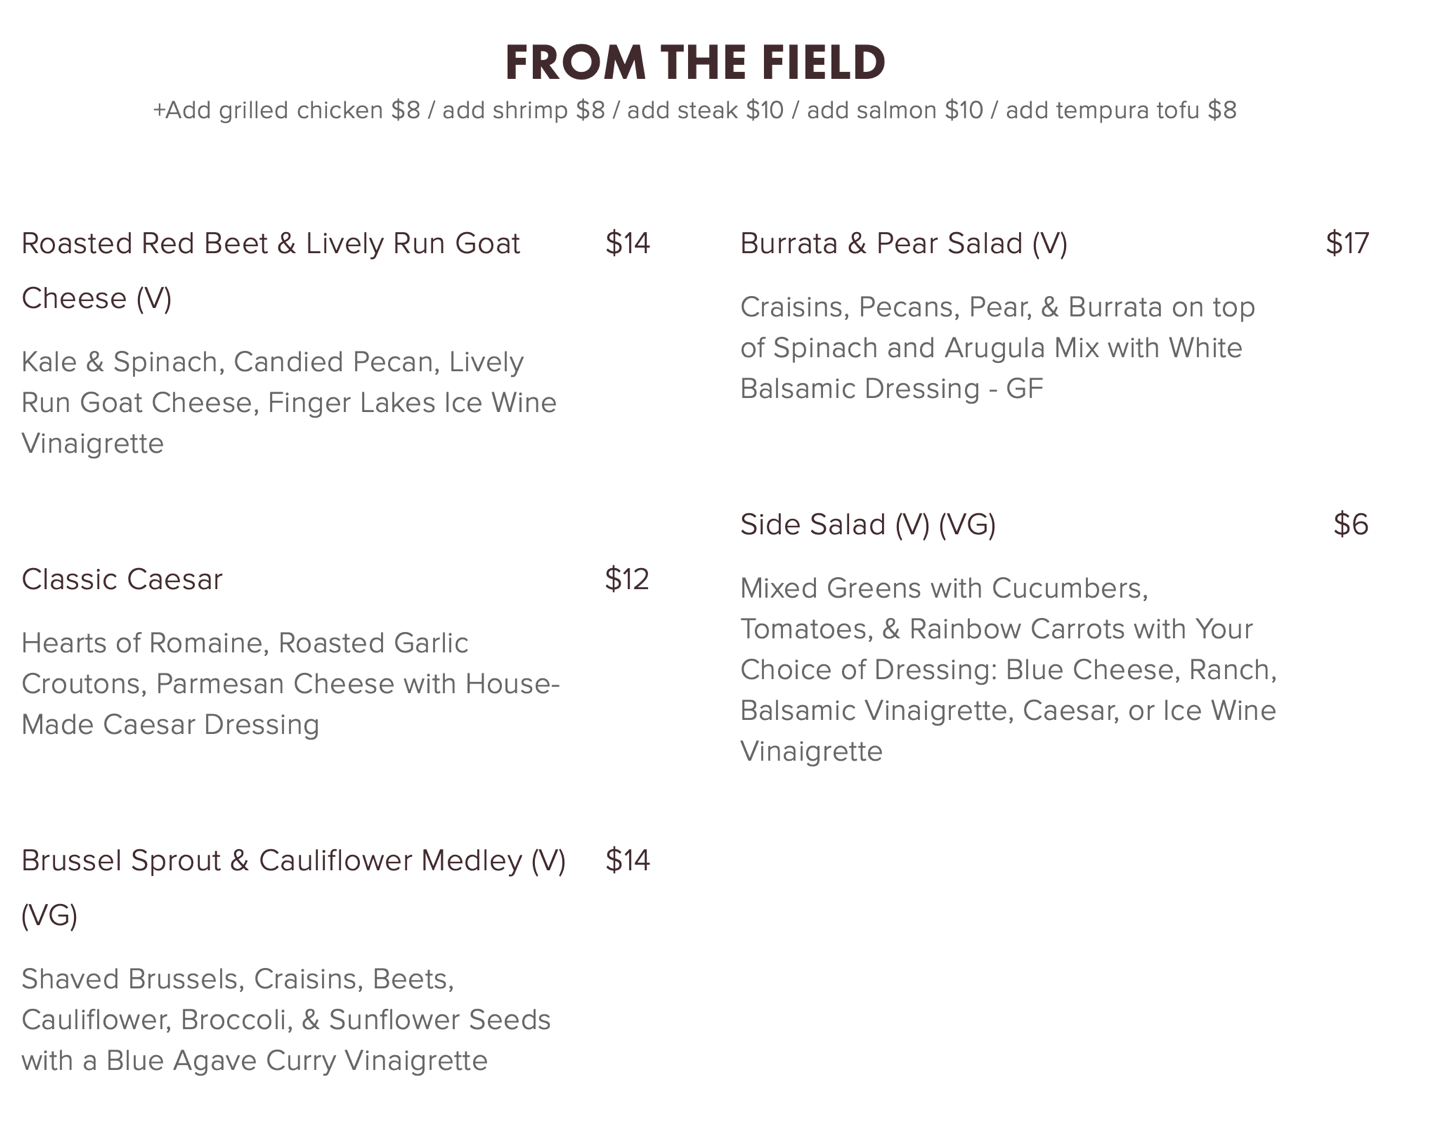 FROM THE FIELD
+Add grilled chicken $8 / add shrimp $8 / add steak $10 / add salmon $10 / add tempura tofu $8
Roasted Red Beet & Lively Run Goat $14
Cheese (V)
Kale & Spinach, Candied Pecan, Lively
Run Goat Cheese, Finger Lakes Ice Wine
Vinaigrette
Classic Caesar $12
Hearts of Romaine, Roasted Garlic
Croutons, Parmesan Cheese with House-
Made Caesar Dressing
Brussel Sprout & Cauliflower Medley (V) $14
(VG)
Shaved Brussels, Craisins, Beets,
Cauliflower, Broccoli, & Sunflower Seeds
with a Blue Agave Curry Vinaigrette
Burrata & Pear Salad (V) $17
Craisins, Pecans, Pear, & Burrata on top
of Spinach and Arugula Mix with White
Balsamic Dressing - GF
Side Salad (V) (VG) $6
Mixed Greens with Cucumbers,
Tomatoes, & Rainbow Carrots with Your
Choice of Dressing: Blue Cheese, Ranch,
Balsamic Vinaigrette, Caesar, or Ice Wine
Vinaigrette